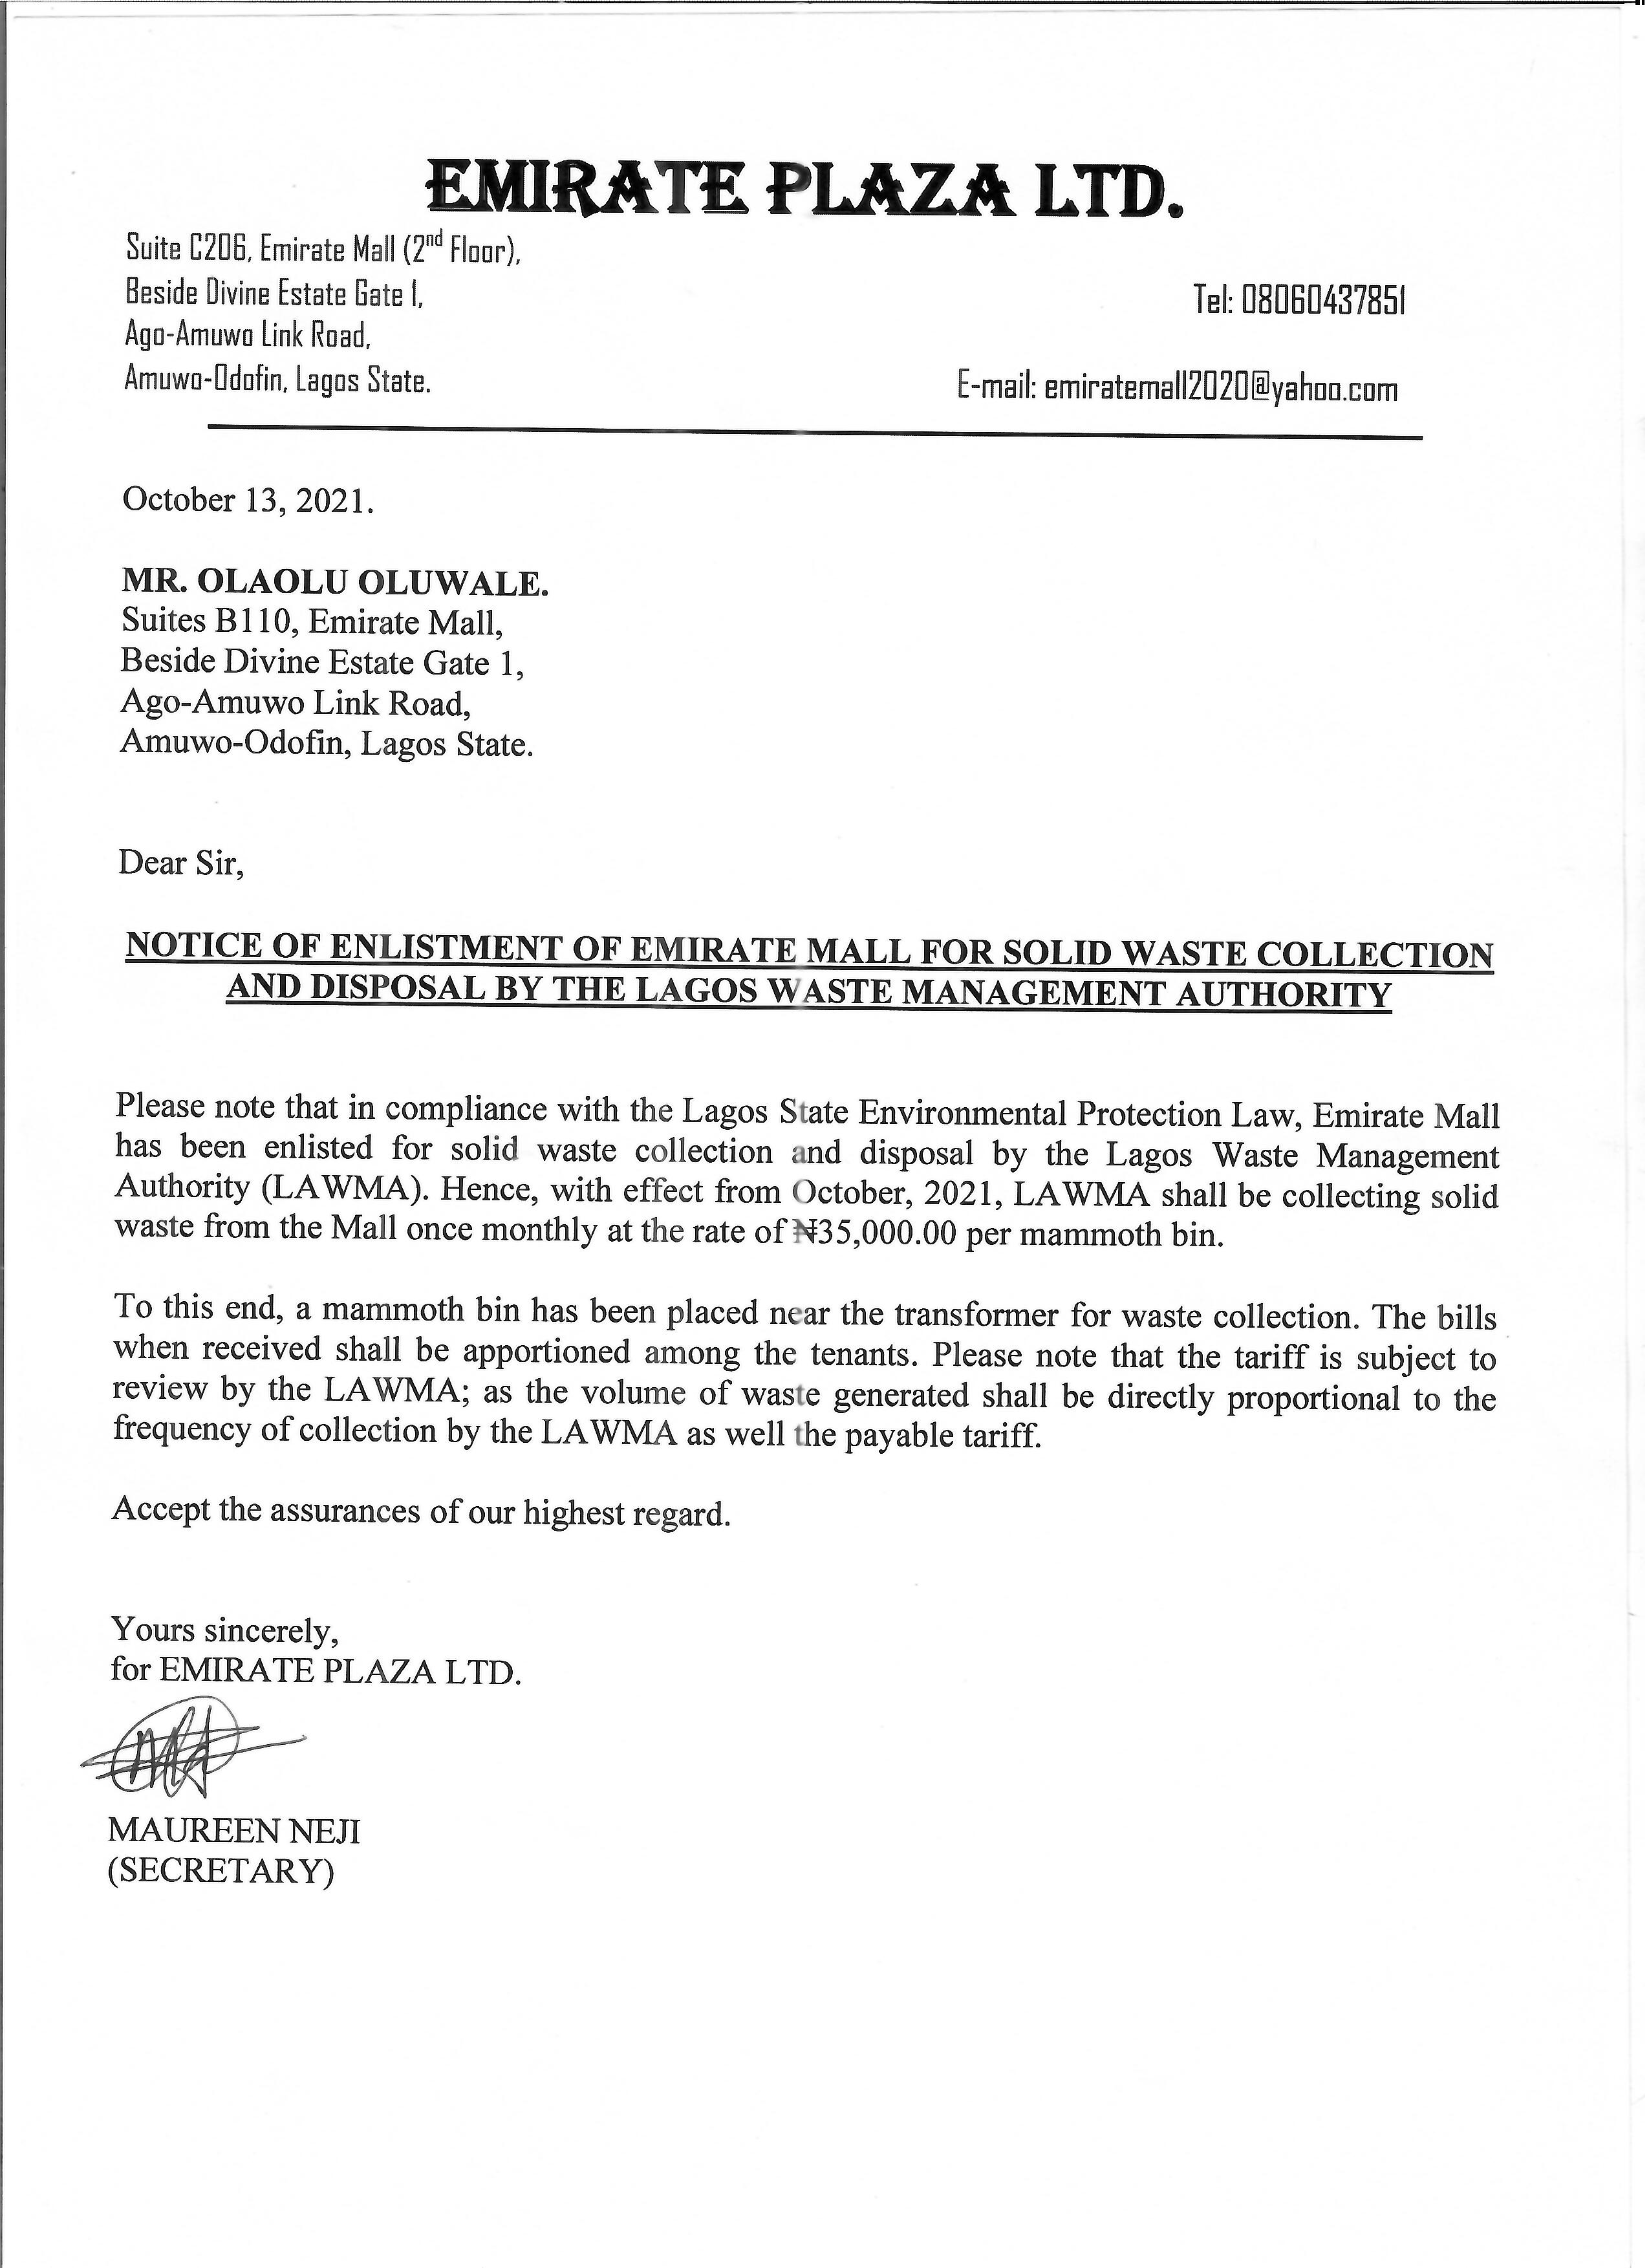 EMIRATE PLAZA LTD.
Suite C206, Emirate Mall (2nd Floor),
Beside Divine Estate Gate 1,
Tel: 08060437851
Ago-Amuwo Link Road,
Amuwo-Odofin, Lagos State.
E-mail: emiratemall2020@yahoo.com
October 13, 2021.
MR. OLAOLU OLUWALE.
Suites B110, Emirate Mall,
Beside Divine Estate Gate 1,
Ago-Amuwo Link Road,
Amuwo-Odofin, Lagos State.
Dear Sir,
NOTICE OF ENLISTMENT OF EMIRATE MALL FOR SOLID WASTE COLLECTION
AND DISPOSAL BY THE LAGOS WASTE MANAGEMENT AUTHORITY
Please note that in compliance with the Lagos State Environmental Protection Law, Emirate Mall
has been enlisted for solid waste collection and disposal by the Lagos Waste Management
Authority (LAWMA). Hence, with effect from October, 2021, LAWMA shall be collecting solid
waste from the Mall once monthly at the rate of ₦35,000.00 per mammoth bin.
To this end, a mammoth bin has been placed near the transformer for waste collection. The bills
when received shall be apportioned among the tenants. Please note that the tariff is subject to
review by the LAWMA; as the volume of waste generated shall be directly proportional to the
frequency of collection by the LAWMA as well the payable tariff.
Accept the assurances of our highest regard.
Yours sincerely,
for EMIRATE PLAZA LTD.
MAUREEN NEJI
(SECRETARY)